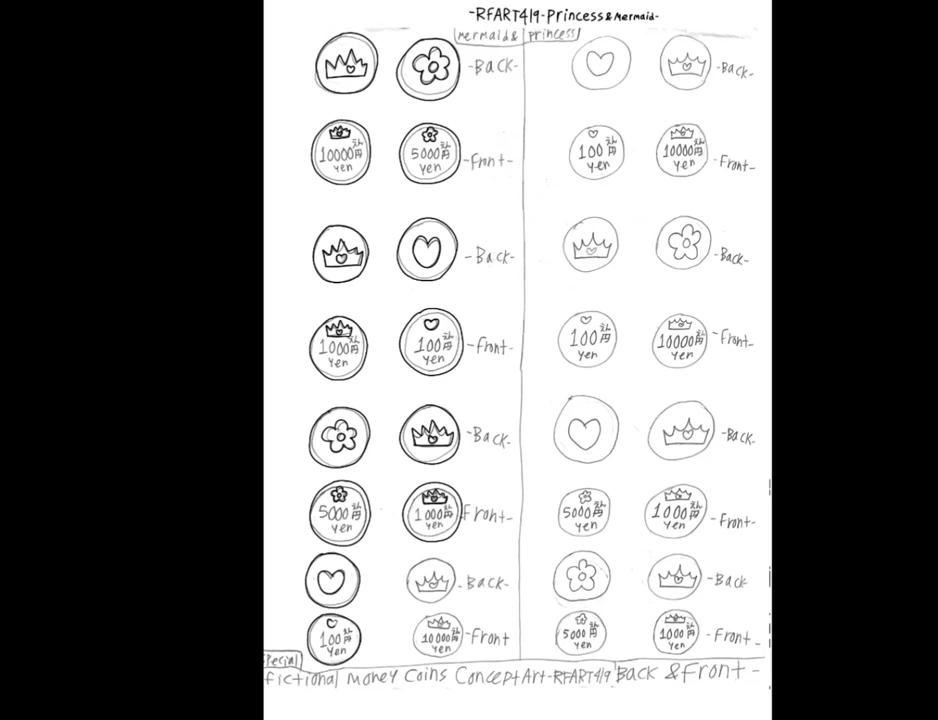 -RFART419-Princess&Mermaid-
mermaid& princess
-Back- -Back-
10000円 yen 5000円 yen -Front- 100円 yen 10000円 yen -Front-
-Back- -Back-
1000円 yen 100円 yen -Front- 100円 yen 10000円 yen -Front-
-Back- -Back-
5000円 yen 1000円 yen Front- 5000円 yen 1000円 yen -Front-
-Back- -Back
100円 yen 10000円 yen -Front 5000円 yen 1000円 yen -Front-
Special
Fictional Money Coins Concept Art-RFART419 Back & Front-